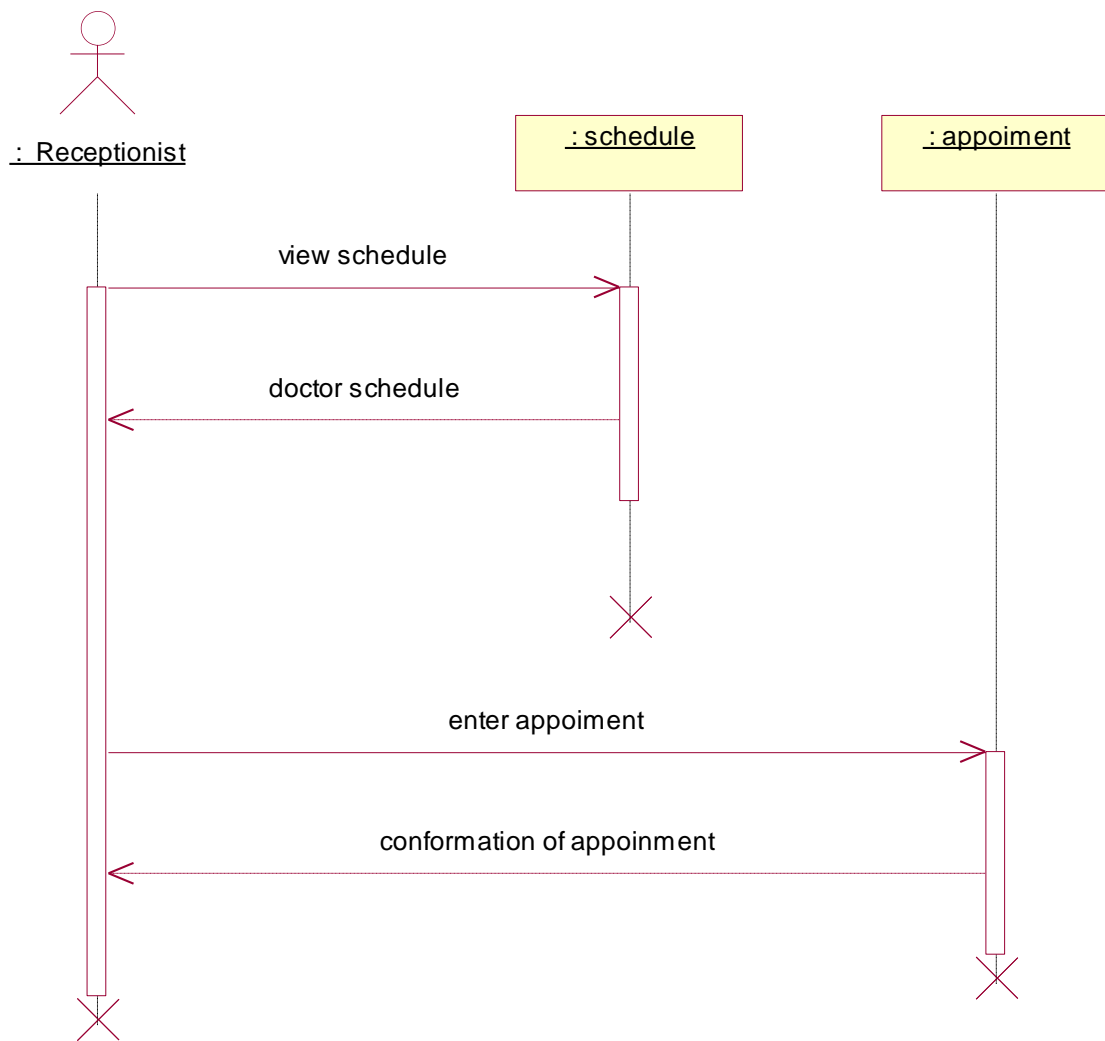 : Receptionist
: schedule
: appoiment
view schedule
doctor schedule
enter appoiment
conformation of appoinment